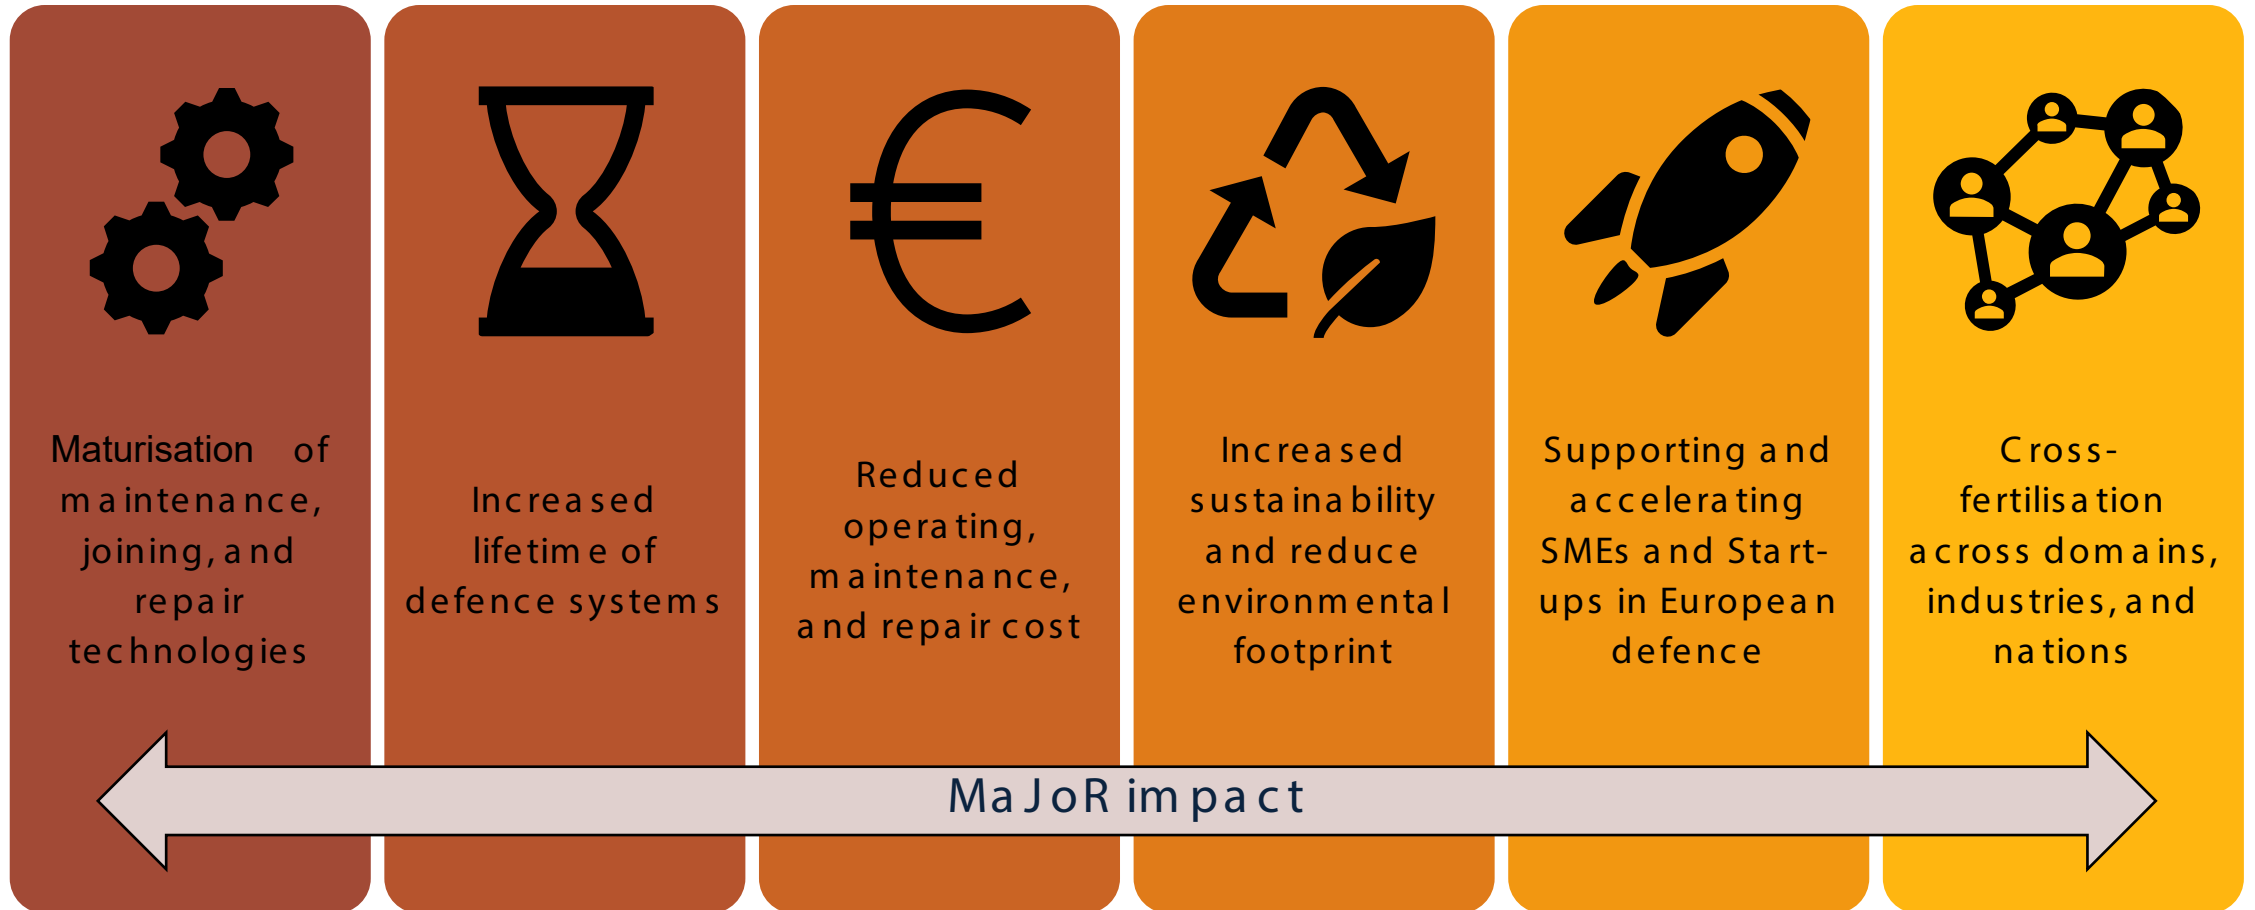 Maturisation of
maintenance,
joining, and
repair
technologies
Increased
lifetime of
defence systems
Reduced
operating,
maintenance,
and repair cost
Increased
sustainability
and reduce
environmental
footprint
Supporting and
accelerating
SMEs and Start-
ups in European
defence
Cross-
fertilisation
across domains,
industries, and
nations
MaJoR impact